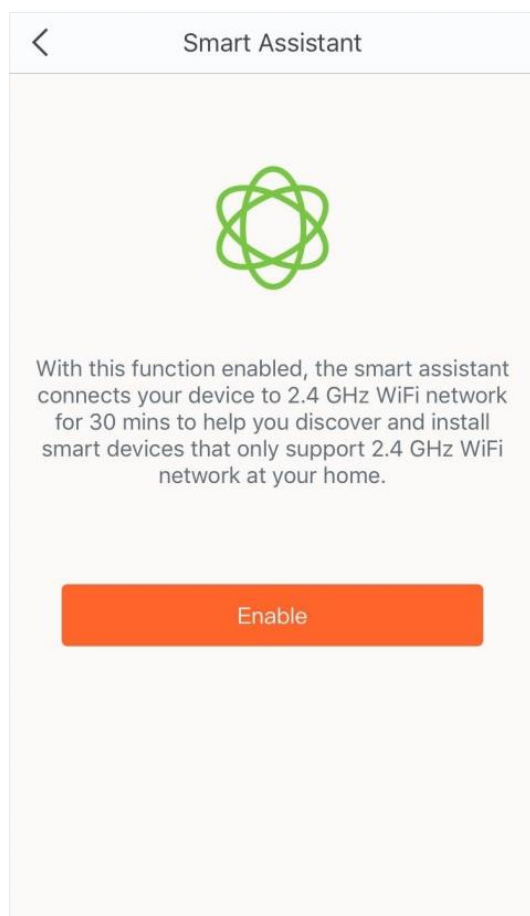 Smart Assistant
With this function enabled, the smart assistant
connects your device to 2.4 GHz WiFi network
for 30 mins to help you discover and install
smart devices that only support 2.4 GHz WiFi
network at your home.
Enable